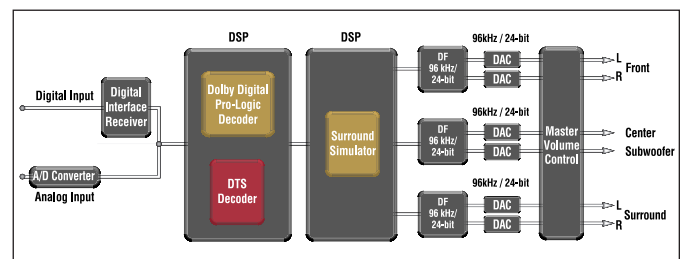 DSP
DSP
96kHz / 24-bit
Digital Input
Digital
Interface
Receiver
A/D Converter
Analog Input
Dolby Digital
Pro-Logic
Decoder
DTS
Decoder
Surround
Simulator
DF
96 kHz/
24-bit
DAC
DAC
96kHz / 24-bit
DF
96 kHz/
24-bit
DAC
DAC
96kHz / 24-bit
DF
96 kHz/
24-bit
DAC
DAC
Master
Volume
Control
L
Front
R
Center
Subwoofer
L
Surround
R